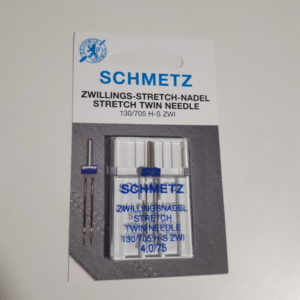 SCHMETZ
ZWILLINGS-STRETCH-NADEL
STRETCH TWIN NEEDLE
130/705 H-S ZWI
SCHMETZ
ZWILLINGSNADEL
STRETCH
TWIN NEEDLE
130/705 H-S ZWI
4.0/75